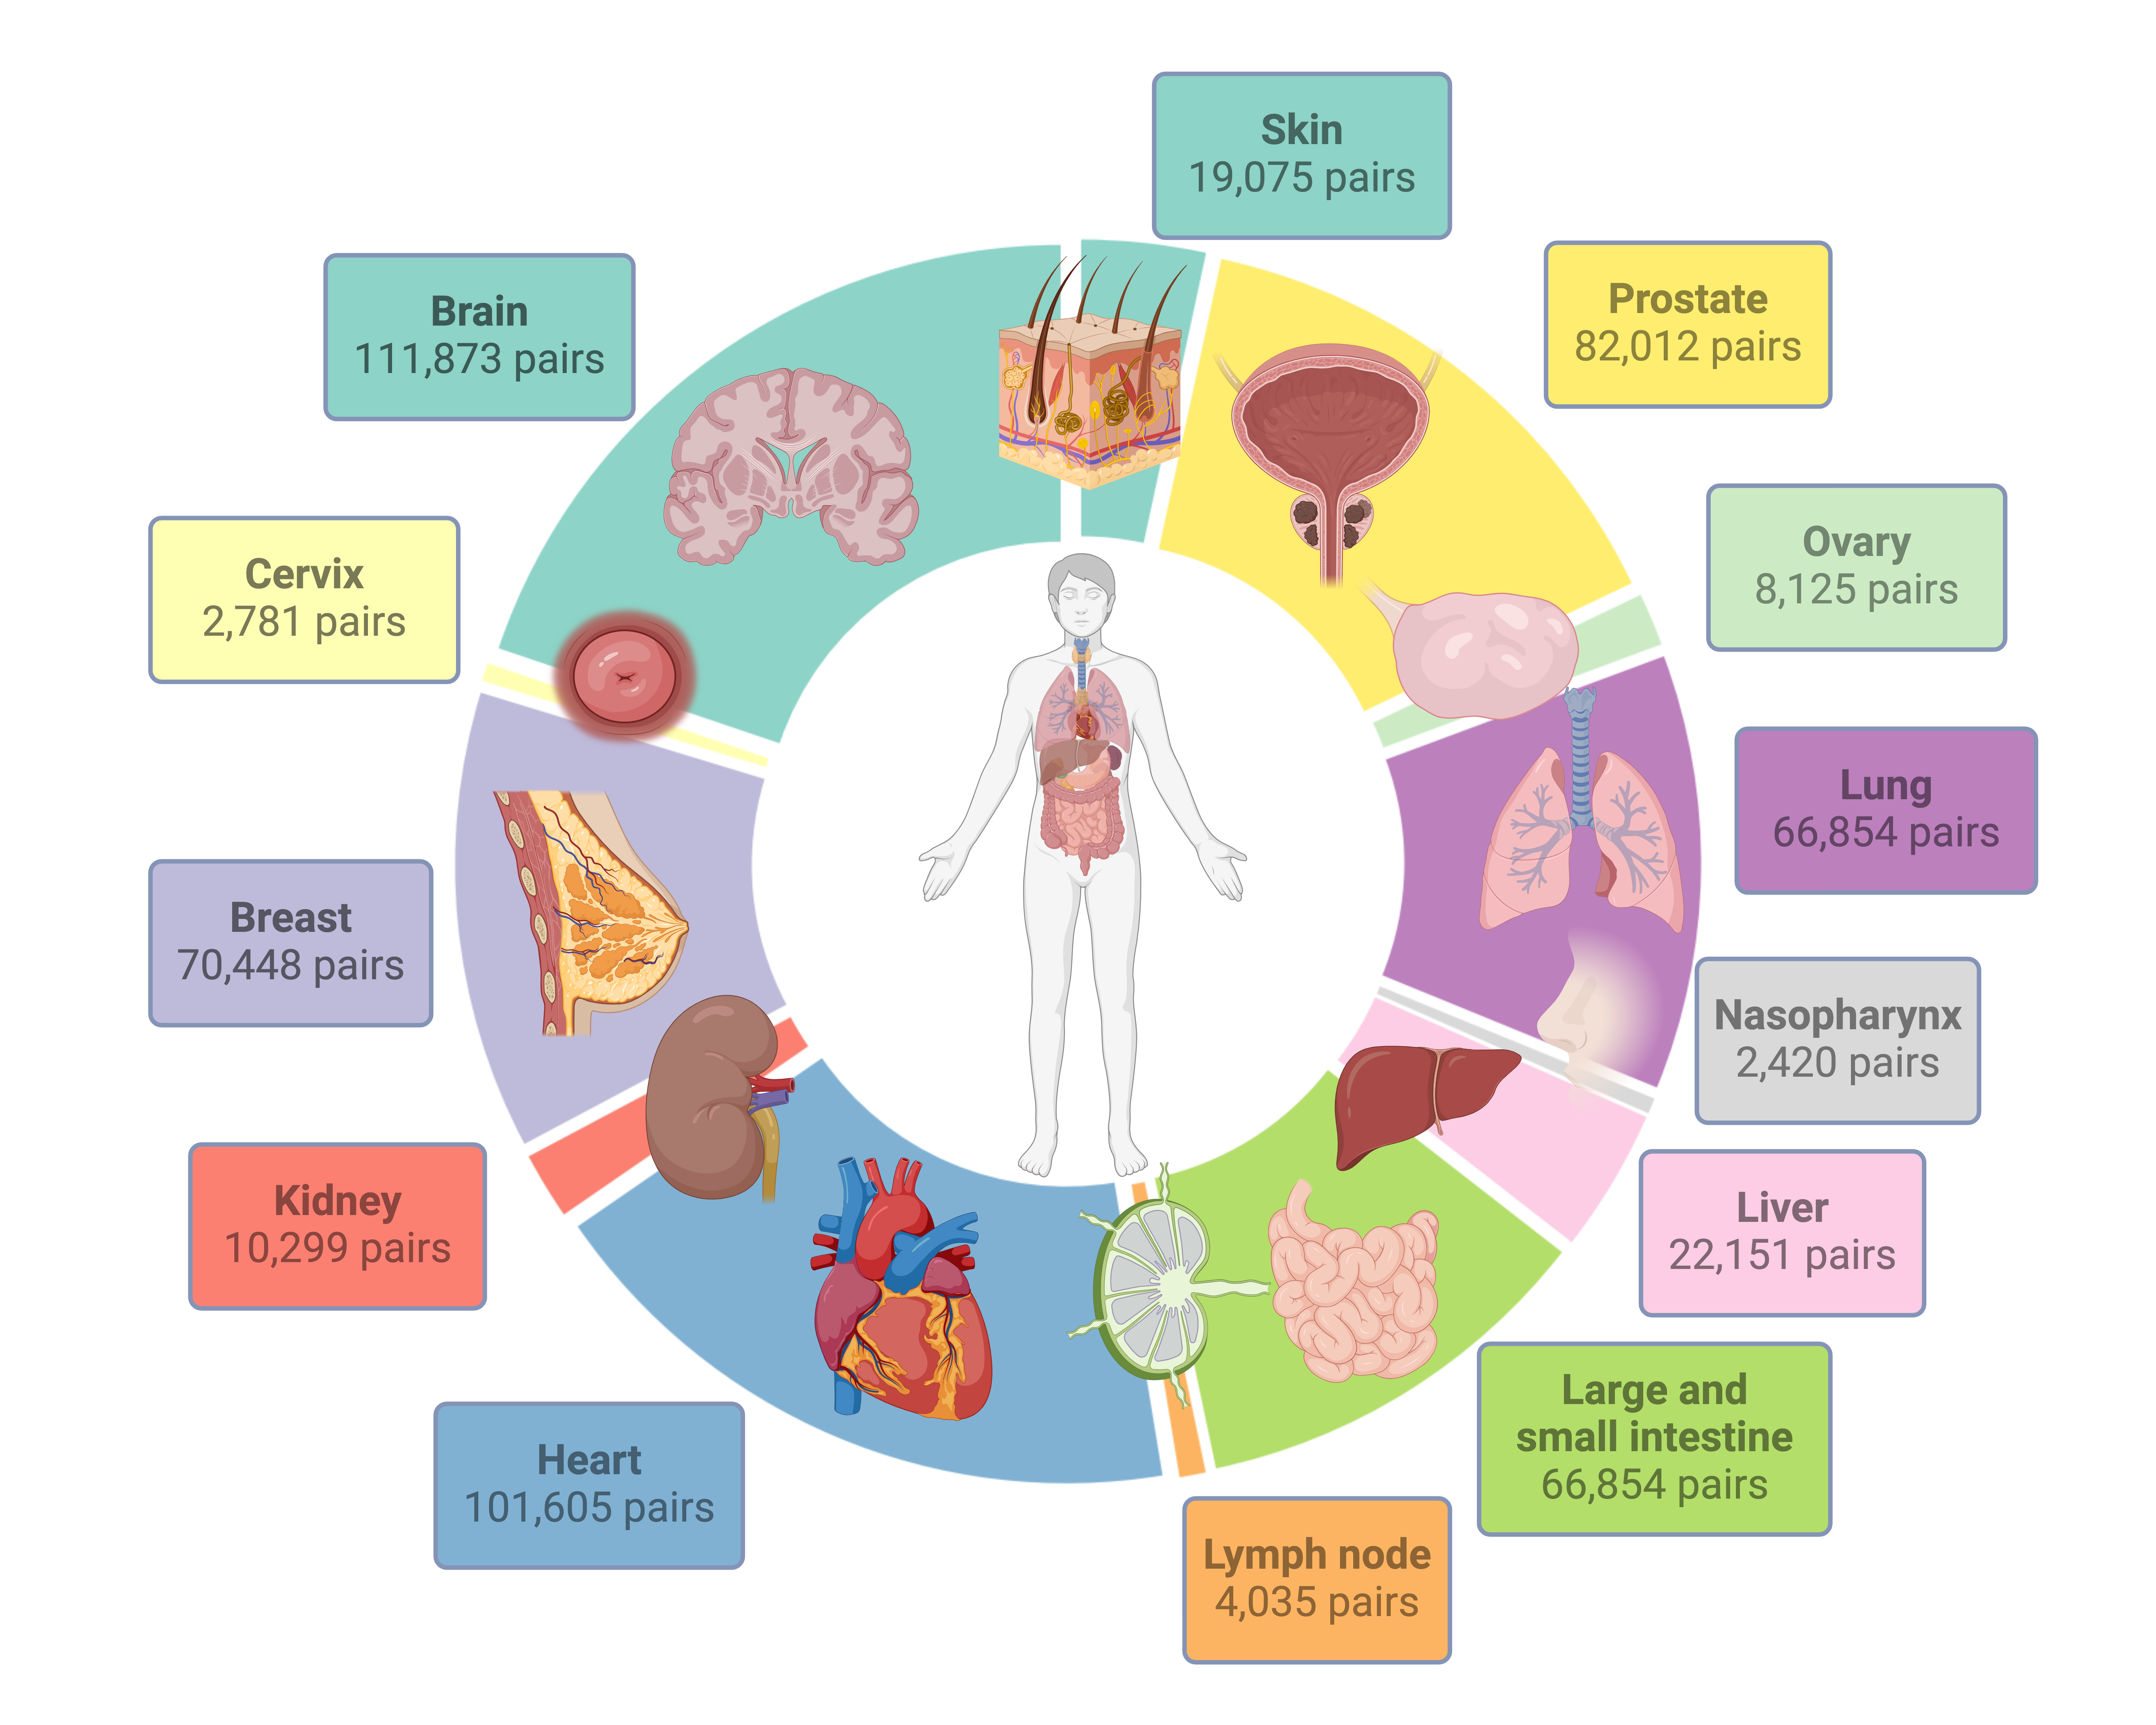 Skin
19,075 pairs
Prostate
82,012 pairs
Ovary
8,125 pairs
Lung
66,854 pairs
Nasopharynx
2,420 pairs
Liver
22,151 pairs
Large and
small intestine
66,854 pairs
Lymph node
4,035 pairs
Heart
101,605 pairs
Kidney
10,299 pairs
Breast
70,448 pairs
Cervix
2,781 pairs
Brain
111,873 pairs